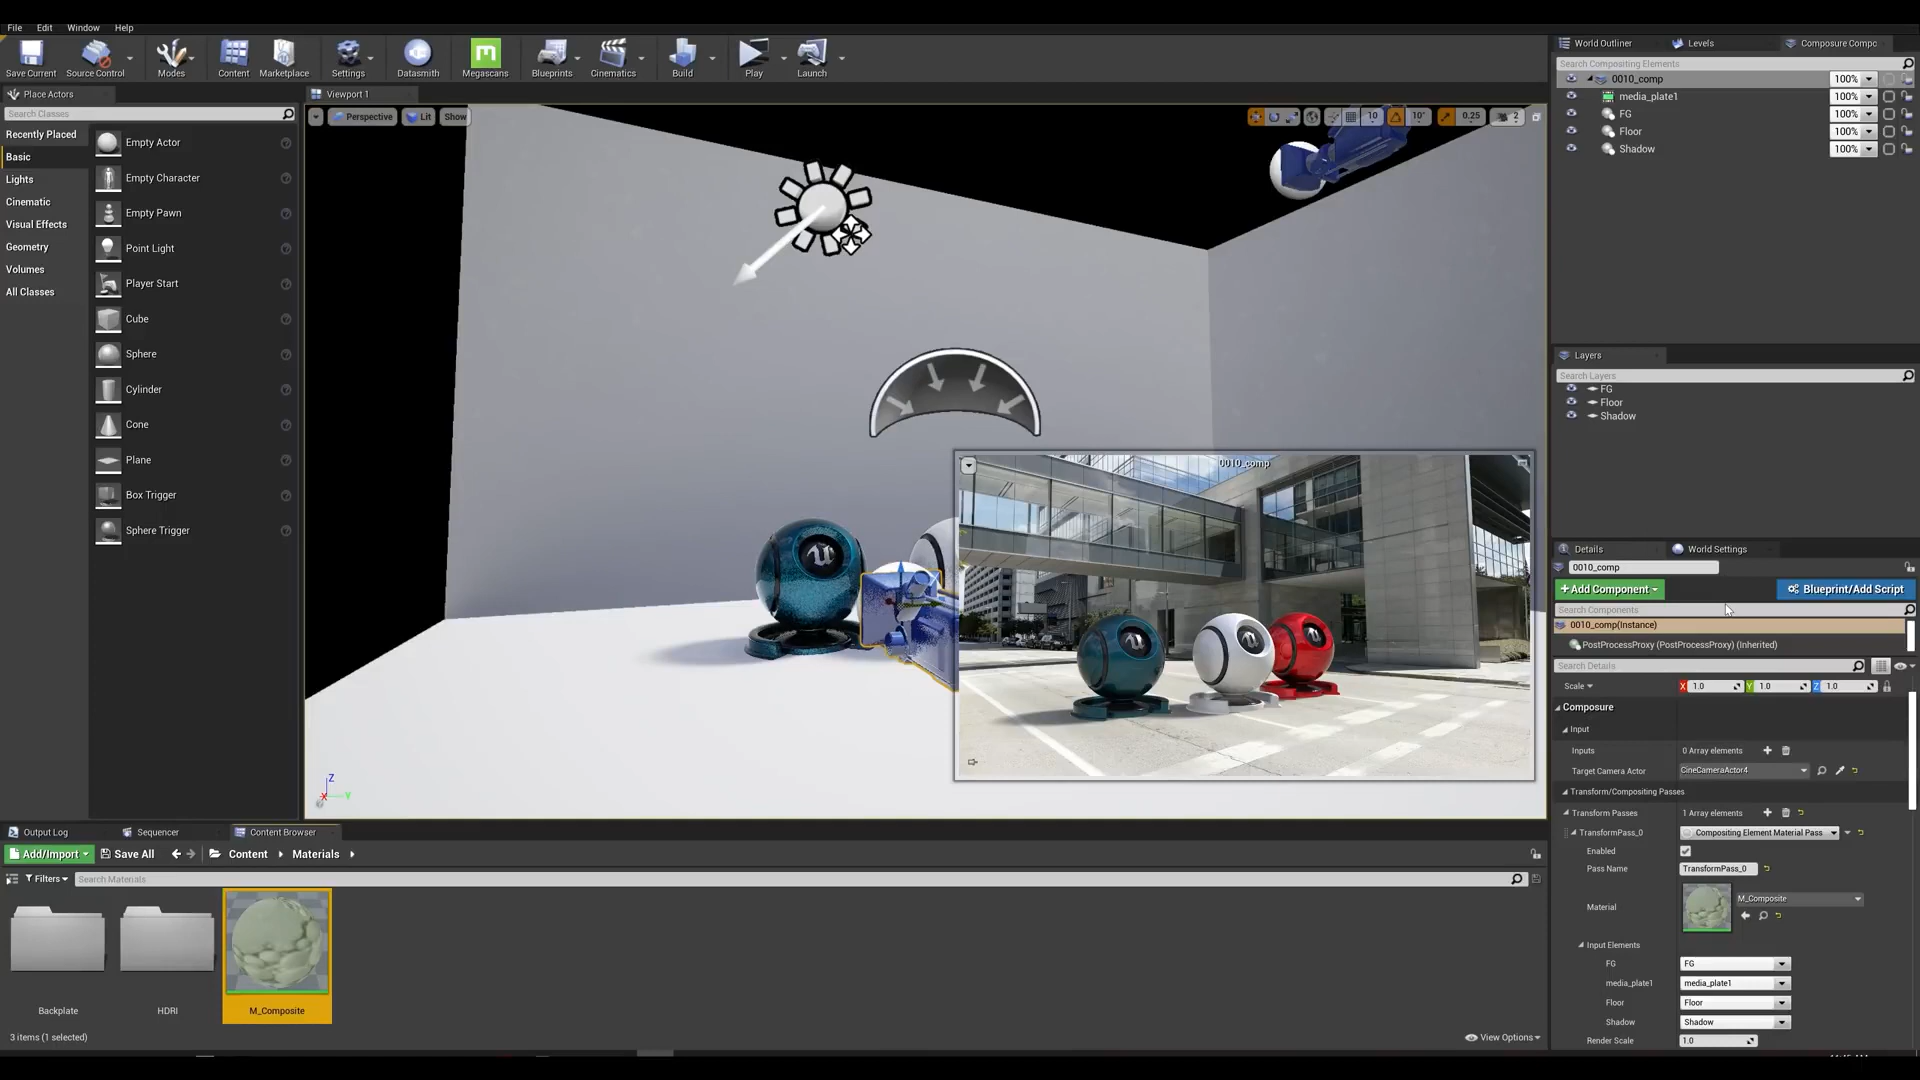 File Edit Window Help
Save Current Source Control Modes Content Marketplace Settings Datasmith Megascans Blueprints Cinematics Build Play Launch
Place Actors
Search Classes
Recently Placed
Basic
Lights
Cinematic
Visual Effects
Geometry
Volumes
All Classes
Empty Actor
Empty Character
Empty Pawn
Point Light
Player Start
Cube
Sphere
Cylinder
Cone
Plane
Box Trigger
Sphere Trigger
Viewport 1
Perspective Lit Show
10 10° 0.25 2
0010_comp
Z
X Y
World Outliner Levels Composure Compc
Search Compositing Elements
0010_comp 100%
media_plate1 100%
FG 100%
Floor 100%
Shadow 100%
Layers
Search Layers
FG
Floor
Shadow
Details World Settings
0010_comp
+Add Component Blueprint/Add Script
Search Components
0010_comp(Instance)
PostProcessProxy (PostProcessProxy) (Inherited)
Search Details
Scale X 1.0 Y 1.0 Z 1.0
Composure
Input
Inputs 0 Array elements
Target Camera Actor CineCameraActor4
Transform/Compositing Passes
Transform Passes 1 Array elements
TransformPass_0 Compositing Element Material Pass
Enabled
Pass Name TransformPass_0
Material M_Composite
Input Elements
FG FG
media_plate1 media_plate1
Floor Floor
Shadow Shadow
Render Scale 1.0
Output Log Sequencer Content Browser
Add/Import Save All Content Materials
Filters Search Materials
Backplate HDRI M_Composite
3 items (1 selected) View Options